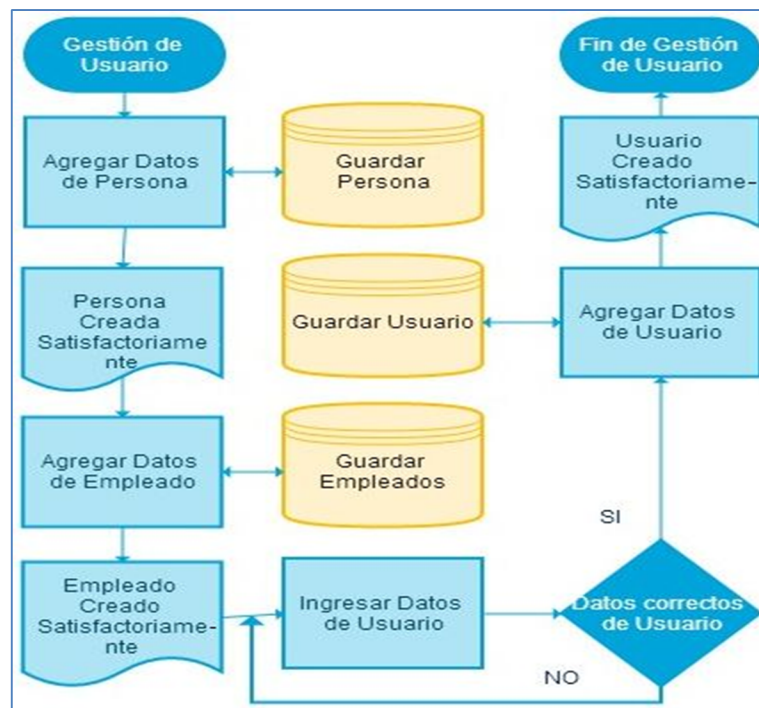 Gestión de
Usuario
Agregar Datos
de Persona
Guardar
Persona
Persona
Creada
Satisfactoriame
nte
Agregar Datos
de Empleado
Guardar
Empleados
Empleado
Creado
Satisfactoriame-
nte
Ingresar Datos
de Usuario
Datos correctos
de Usuario
NO
SI
Guardar Usuario
Agregar Datos
de Usuario
Usuario
Creado
Satisfactoriame-
nte
Fin de Gestión
de Usuario